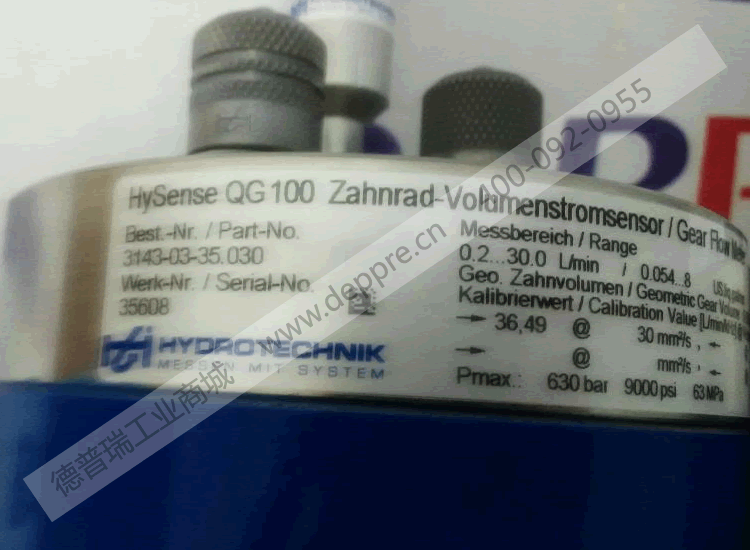 HySense QG 100 Zahnrad-Volumenstromsensor / Gear Flow
Best.-Nr. / Part-No.
3143-03-35.030
Werk-Nr. / Serial-No.
35608
HYDROTECHNIK
MESSEN MIT SYSTEM
Messbereich / Range
0.2...30.0 L/min / 0.054...8
Geo. Zahnvolumen / Geometric Gear Volume
Kalibrierwert / Calibration Value
→ 36,49 @ 30 mm²/s , ←
→ @ mm²/s , ←
Pmax.: 630 bar 9000 psi 63 MPa
德普瑞工业商城 www.deppre.cn 400-092-0955